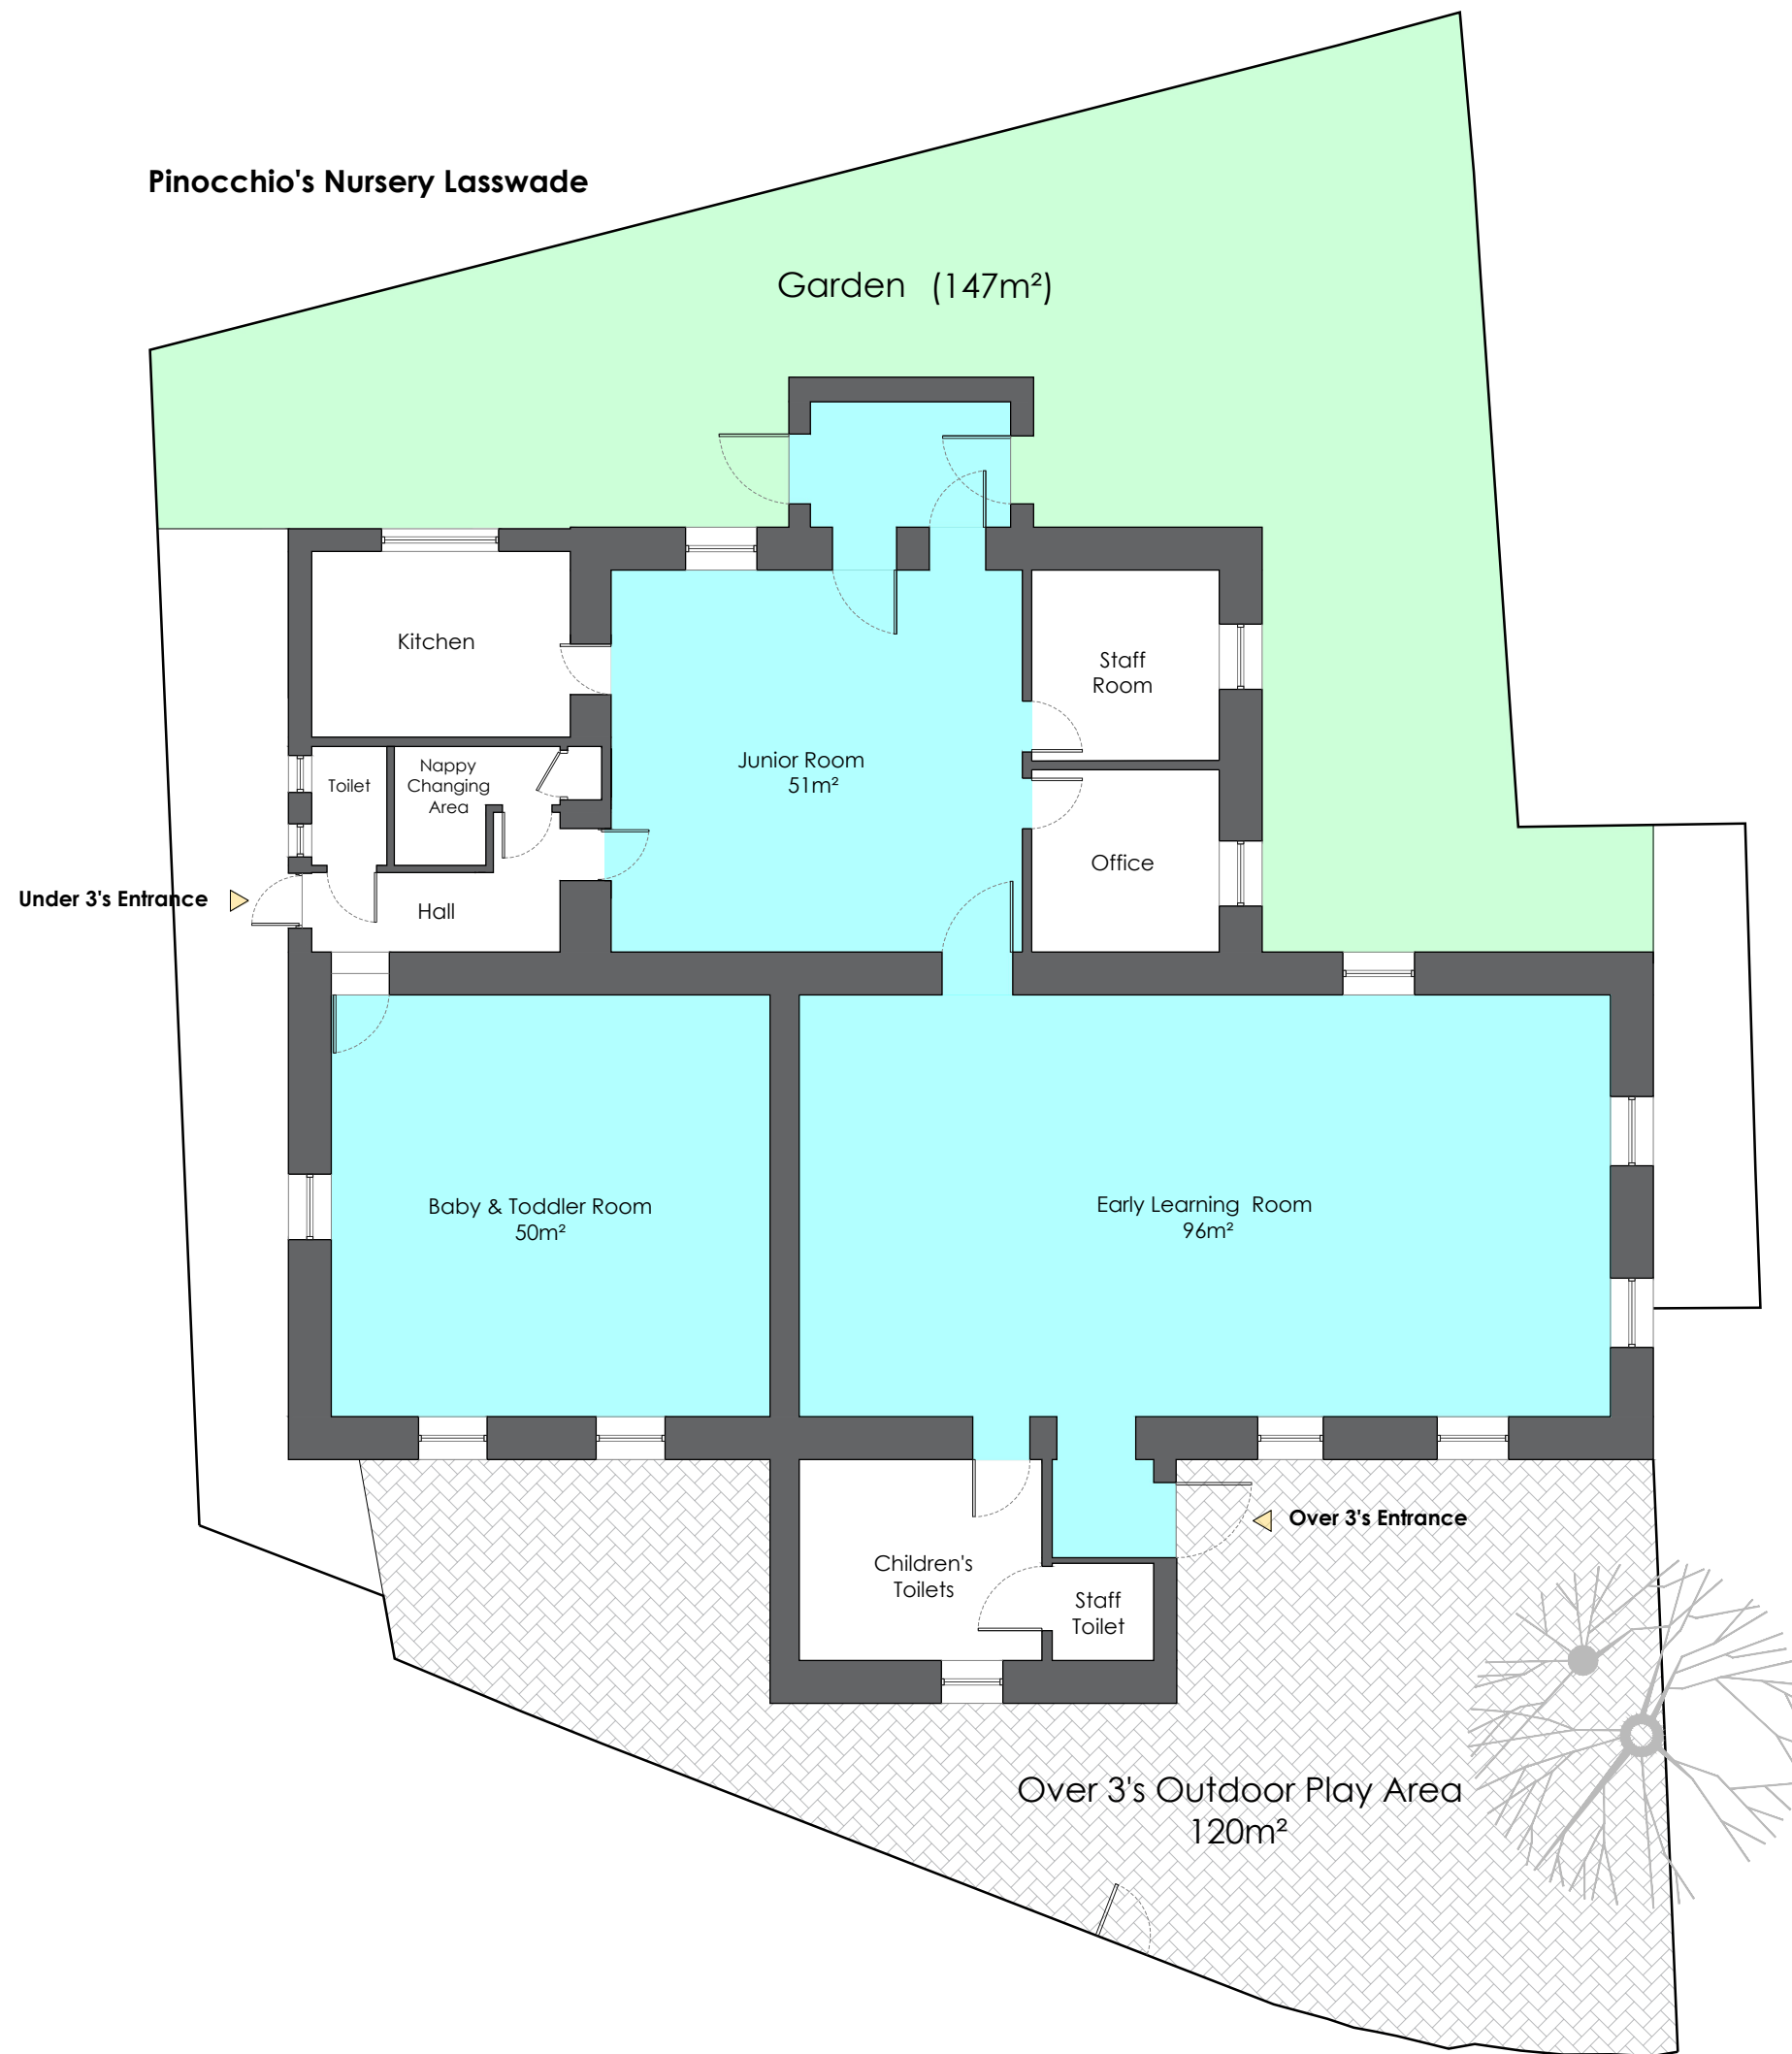 Pinocchio's Nursery Lasswade
Garden (147m²)
Kitchen
Staff
Room
Junior Room
51m²
Toilet
Nappy
Changing
Area
Office
Under 3's Entrance
Hall
Baby & Toddler Room
50m²
Early Learning Room
96m²
Over 3's Entrance
Children's
Toilets
Staff
Toilet
Over 3's Outdoor Play Area
120m²